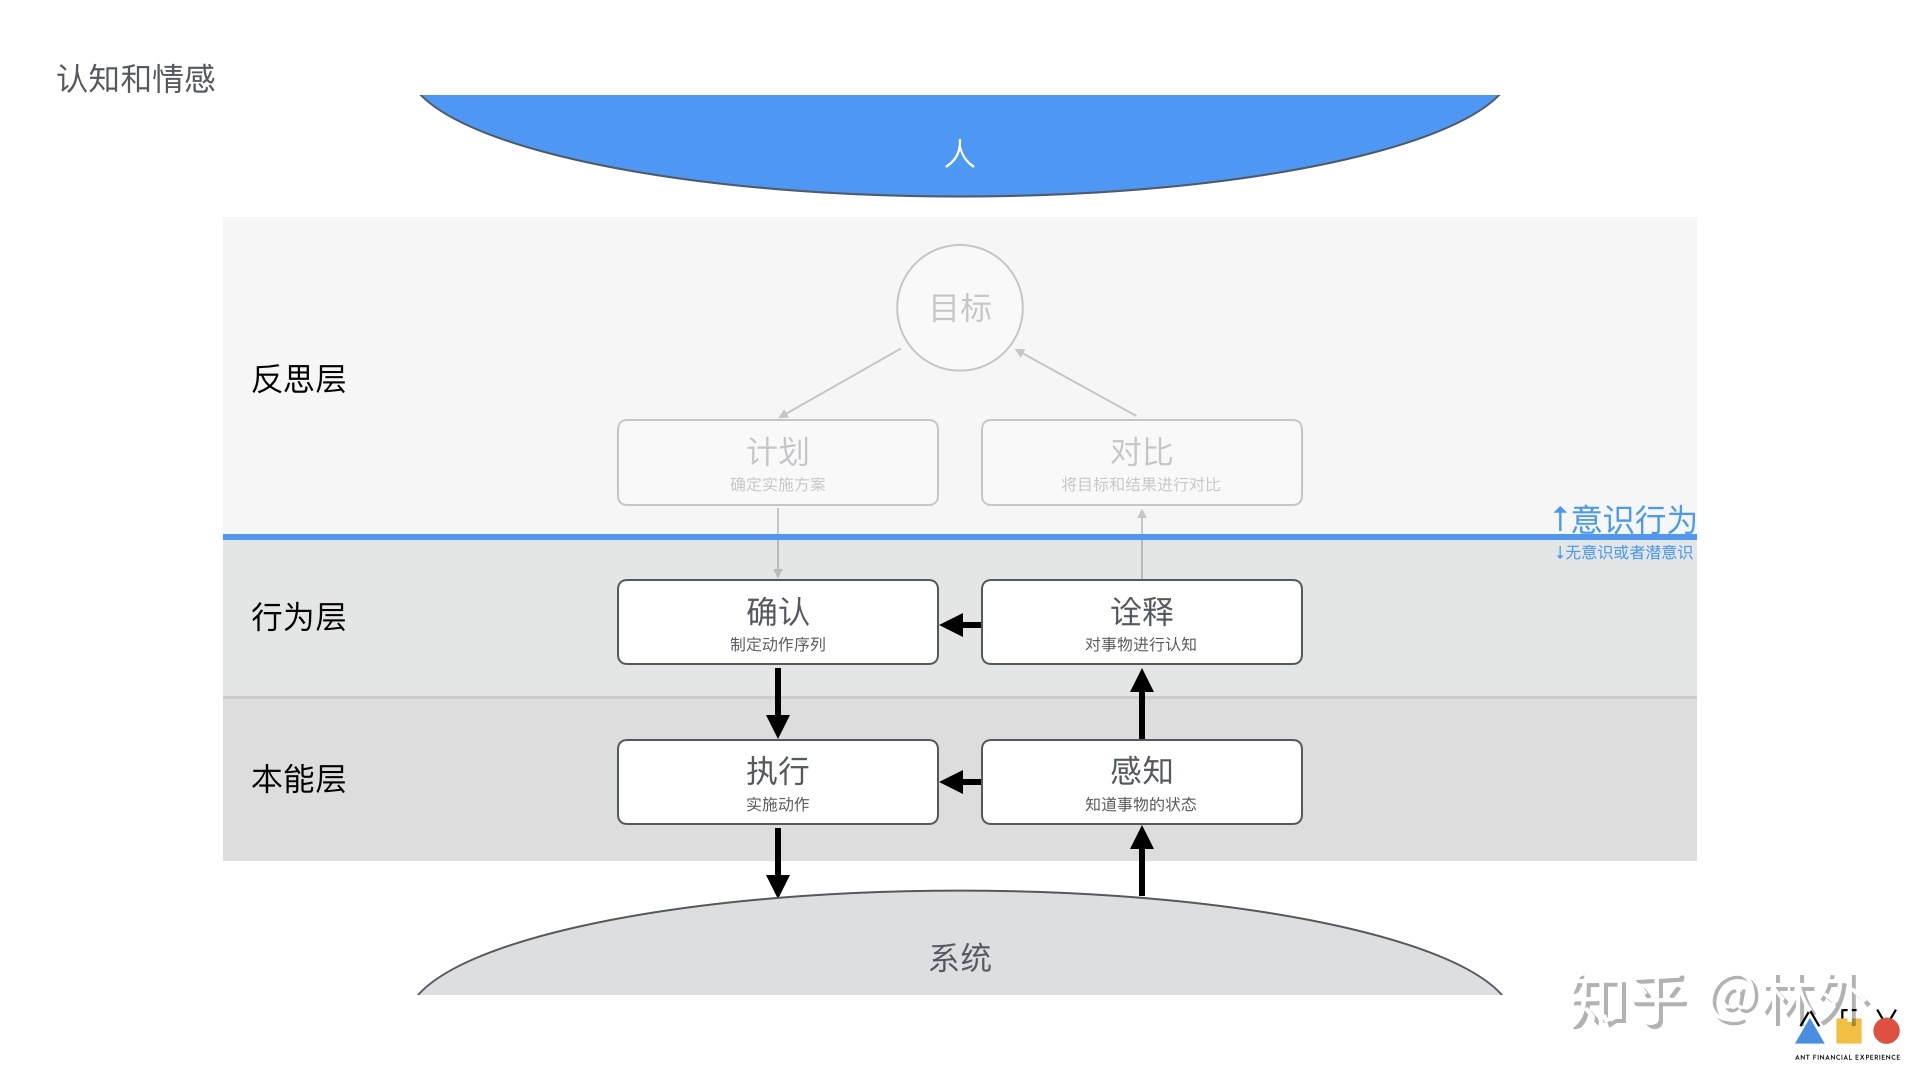 认知和情感
人
目标
反思层
计划
确定实施方案
对比
将目标和结果进行对比
↑意识行为
↓无意识或者潜意识
行为层
确认
制定动作序列
诠释
对事物进行认知
本能层
执行
实施动作
感知
知道事物的状态
系统
知乎 @林外
ANT FINANCIAL EXPERIENCE